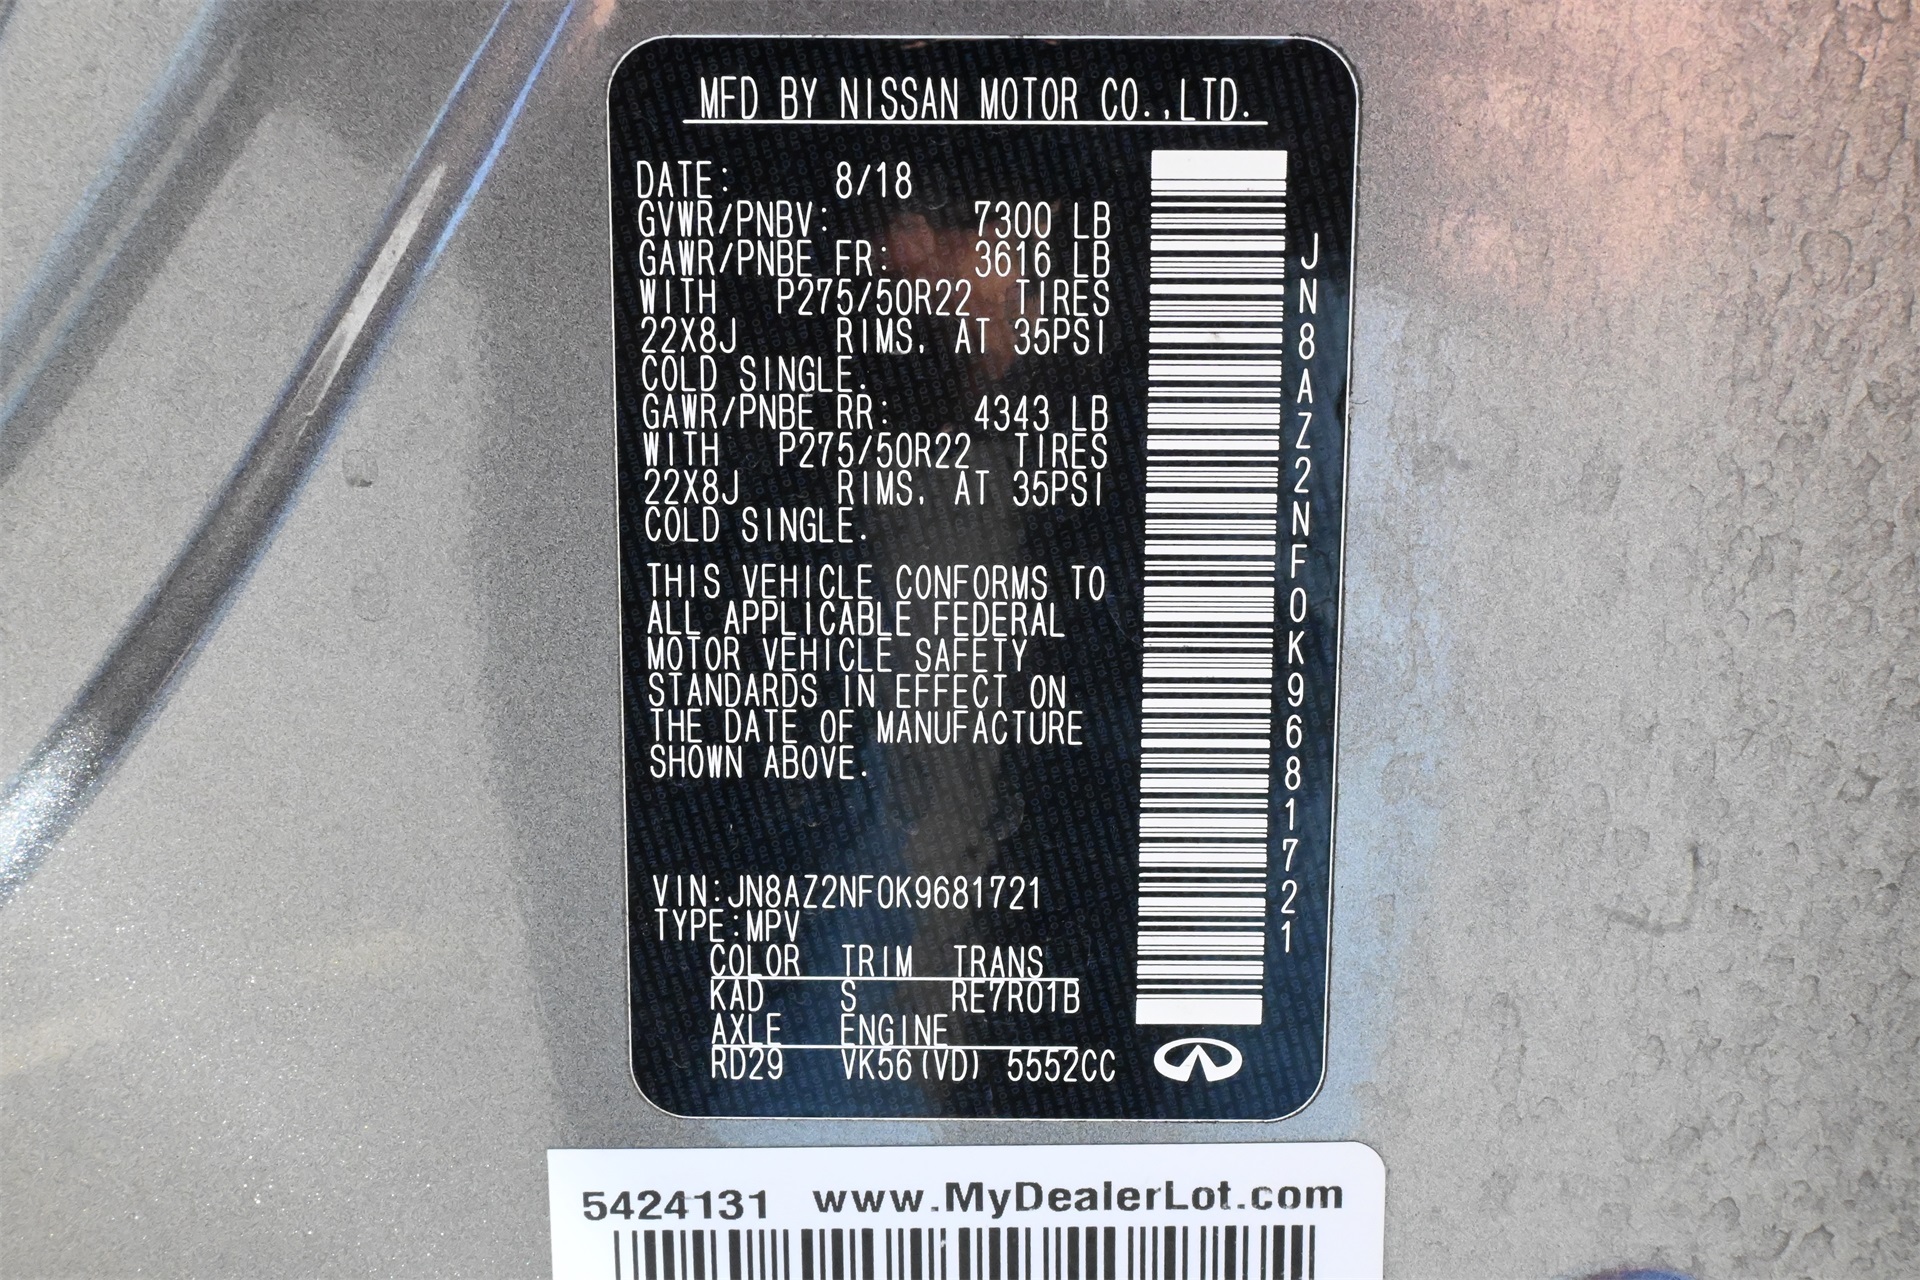 MFD BY NISSAN MOTOR CO.,LTD.
DATE: 8/18
GVWR/PNBV: 7300 LB
GAWR/PNBE FR: 3616 LB
WITH P275/50R22 TIRES
22X8J RIMS, AT 35PSI
COLD SINGLE.
GAWR/PNBE RR: 4343 LB
WITH P275/50R22 TIRES
22X8J RIMS, AT 35PSI
COLD SINGLE.
THIS VEHICLE CONFORMS TO
ALL APPLICABLE FEDERAL
MOTOR VEHICLE SAFETY
STANDARDS IN EFFECT ON
THE DATE OF MANUFACTURE
SHOWN ABOVE.
VIN:JN8AZ2NF0K9681721
TYPE:MPV
COLOR TRIM TRANS
KAD S RE7R01B
AXLE ENGINE
RD29 VK56(VD) 5552CC
JN8AZ2NF0K9681721
5424131 www.MyDealerLot.com